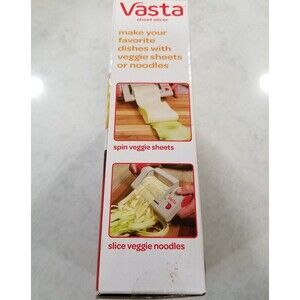 Vasta
sheet slicer
make your
favorite
dishes with
veggie sheets
or noodles
spin veggie sheets
slice veggie noodles